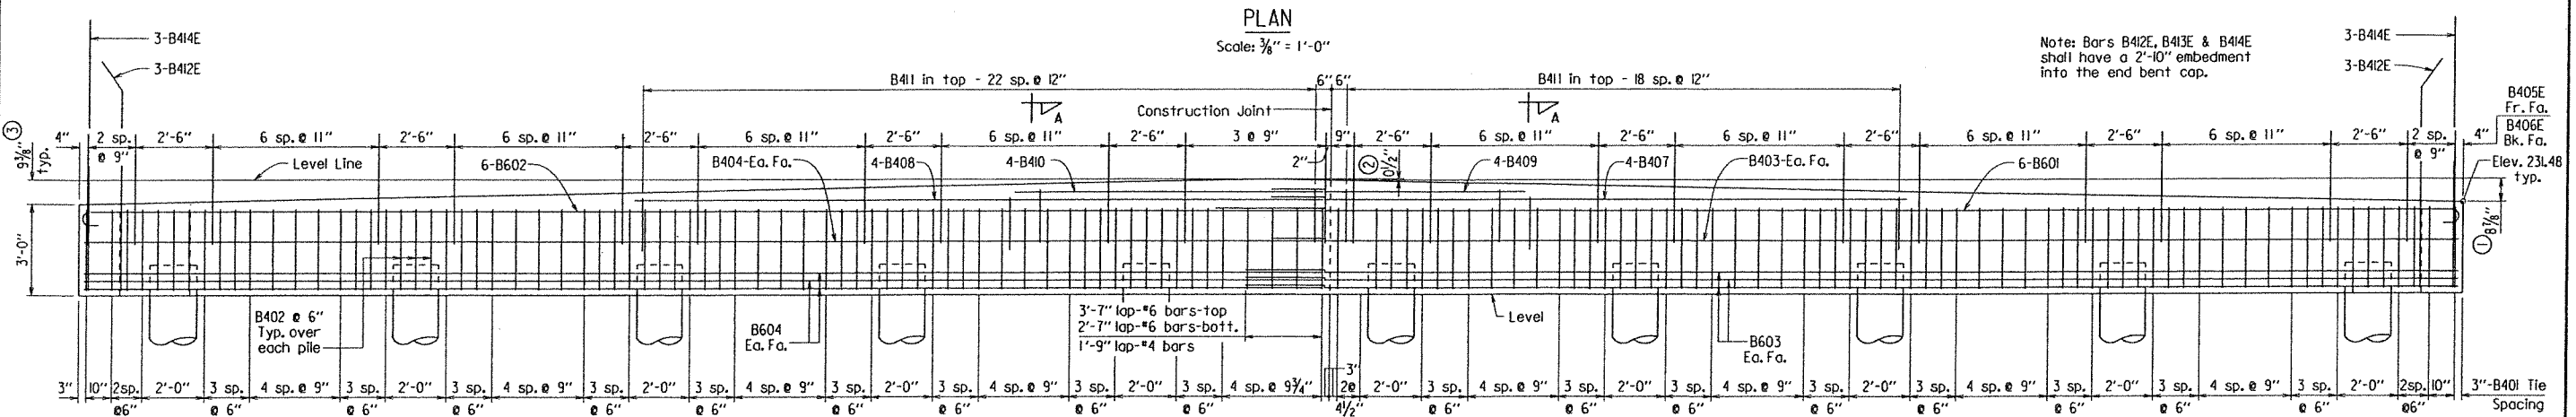 PLAN
Scale: 3/8" = 1'-0"
3-B414E
3-B412E
B411 in top - 22 sp. @ 12"
6" 6"
B411 in top - 18 sp. @ 12"
Note: Bars B412E, B413E & B414E
shall have a 2'-10" embedment
into the end bent cap.
3-B414E
3-B412E
Construction Joint
A
A
B405E
Fr. Fa.
B406E
Bk. Fa.
3
9 3/8"
typ.
4" 2 sp. 2'-6" 6 sp. @ 11" 2'-6" 6 sp. @ 11" 2'-6" 6 sp. @ 11" 2'-6" 6 sp. @ 11" 2'-6" 3 @ 9" 9" 2'-6" 6 sp. @ 11" 2'-6" 6 sp. @ 11" 2'-6" 6 sp. @ 11" 2'-6" 6 sp. @ 11" 2'-6" 2 sp. 4"
@ 9"
@ 9"
Level Line
6-B602
B404-Ea. Fa.
4-B408
4-B410
2"
2
0 1/2"
4-B409
4-B407
B403-Ea. Fa.
6-B601
Elev. 231.48
typ.
3'-0"
1
8 7/8"
B402 @ 6"
Typ. over
each pile
B604
Ea. Fa.
3'-7" lap-#6 bars-top
2'-7" lap-#6 bars-bott.
1'-9" lap-#4 bars
Level
B603
Ea. Fa.
3"
3" 10" 2sp. 2'-0" 3 sp. 4 sp. @ 9" 3 sp. 2'-0" 3 sp. 4 sp. @ 9" 3 sp. 2'-0" 3 sp. 4 sp. @ 9" 3 sp. 2'-0" 3 sp. 4 sp. @ 9" 3 sp. 2'-0" 3 sp. 4 sp. @ 9 3/4" 2@ 2'-0" 3 sp. 4 sp. @ 9" 3 sp. 2'-0" 3 sp. 4 sp. @ 9" 3 sp. 2'-0" 3 sp. 4 sp. @ 9" 3 sp. 2'-0" 3 sp. 4 sp. @ 9" 3 sp. 2'-0" 2sp. 10" 3"-B401 Tie
@6" @ 6" @ 6" @ 6" @ 6" @ 6" @ 6" @ 6" @ 6" 4 1/2" @ 6" @ 6" @ 6" @ 6" @ 6" @ 6" @ 6" @ 6" @6" Spacing